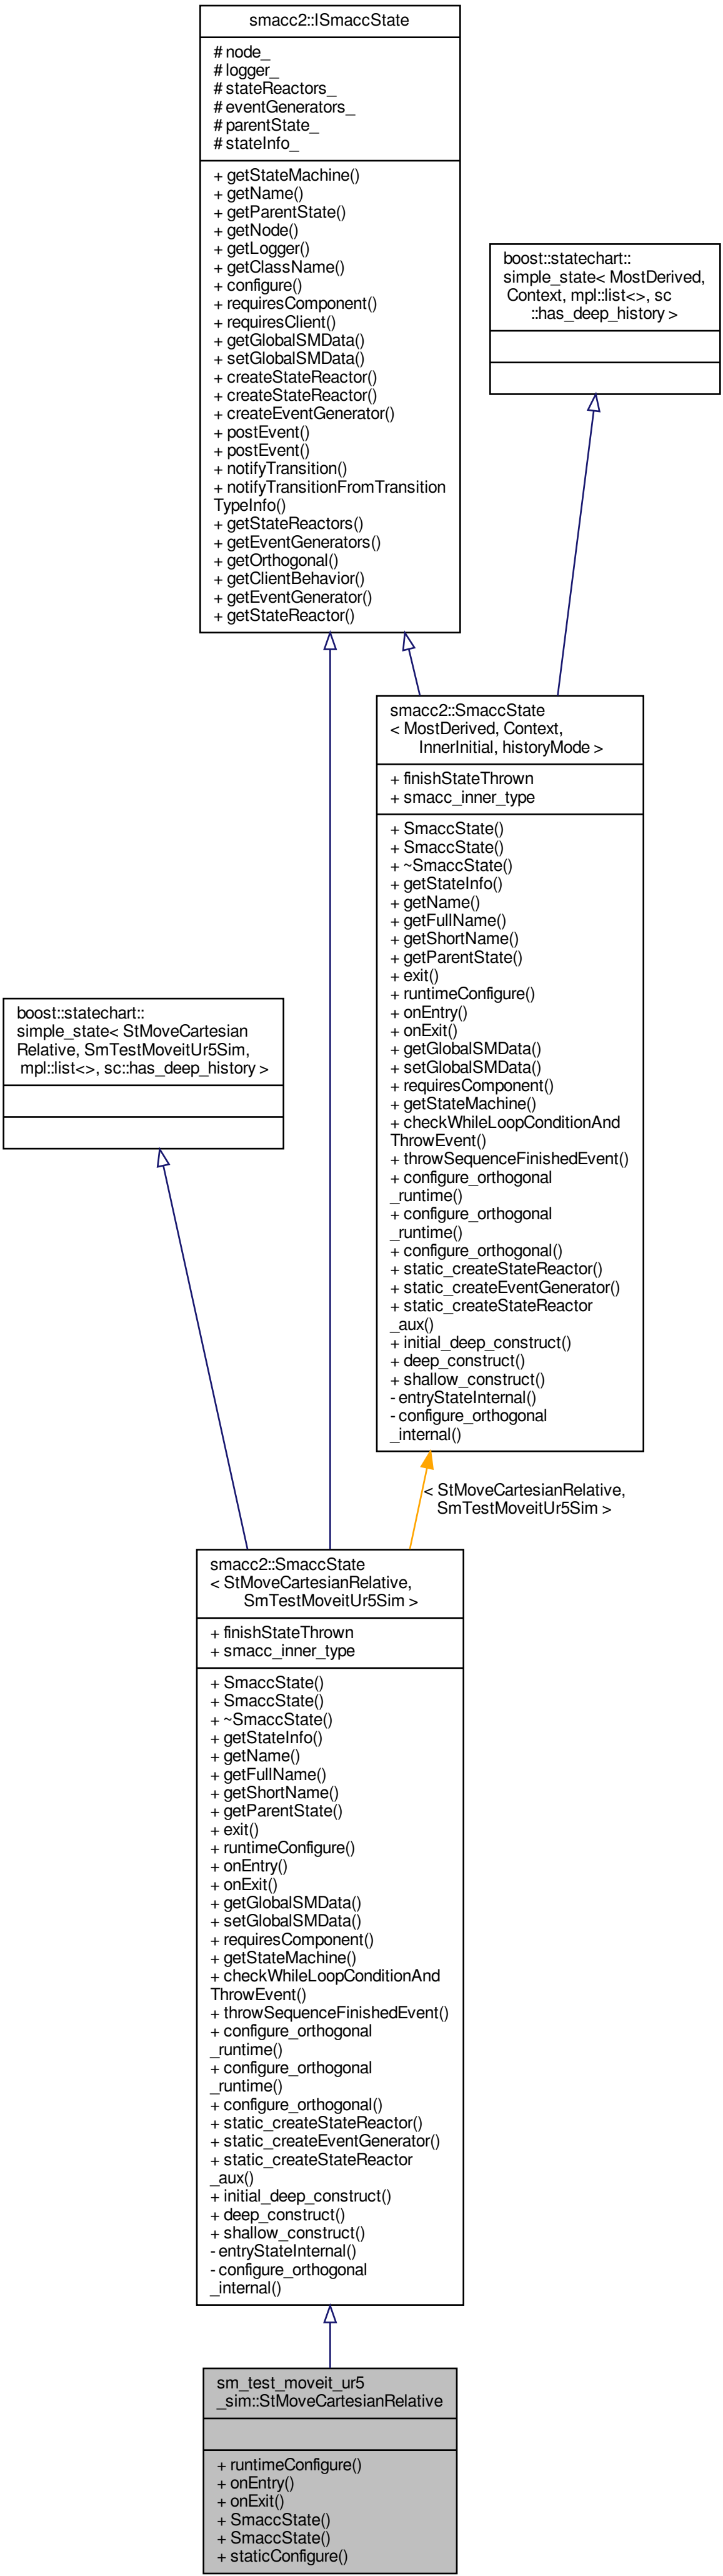 smacc2::ISmaccState
# node_
# logger_
# stateReactors_
# eventGenerators_
# parentState_
# stateInfo_
+ getStateMachine()
+ getName()
+ getParentState()
+ getNode()
+ getLogger()
+ getClassName()
+ configure()
+ requiresComponent()
+ requiresClient()
+ getGlobalSMData()
+ setGlobalSMData()
+ createStateReactor()
+ createStateReactor()
+ createEventGenerator()
+ postEvent()
+ postEvent()
+ notifyTransition()
+ notifyTransitionFromTransition
TypeInfo()
+ getStateReactors()
+ getEventGenerators()
+ getOrthogonal()
+ getClientBehavior()
+ getEventGenerator()
+ getStateReactor()
boost::statechart::
simple_state< MostDerived,
Context, mpl::list<>, sc
::has_deep_history >
smacc2::SmaccState
< MostDerived, Context,
InnerInitial, historyMode >
+ finishStateThrown
+ smacc_inner_type
+ SmaccState()
+ SmaccState()
+ ~SmaccState()
+ getStateInfo()
+ getName()
+ getFullName()
+ getShortName()
+ getParentState()
+ exit()
+ runtimeConfigure()
+ onEntry()
+ onExit()
+ getGlobalSMData()
+ setGlobalSMData()
+ requiresComponent()
+ getStateMachine()
+ checkWhileLoopConditionAnd
ThrowEvent()
+ throwSequenceFinishedEvent()
+ configure_orthogonal
_runtime()
+ configure_orthogonal
_runtime()
+ configure_orthogonal()
+ static_createStateReactor()
+ static_createEventGenerator()
+ static_createStateReactor
_aux()
+ initial_deep_construct()
+ deep_construct()
+ shallow_construct()
- entryStateInternal()
- configure_orthogonal
_internal()
boost::statechart::
simple_state< StMoveCartesian
Relative, SmTestMoveitUr5Sim,
mpl::list<>, sc::has_deep_history >
< StMoveCartesianRelative,
SmTestMoveitUr5Sim >
smacc2::SmaccState
< StMoveCartesianRelative,
SmTestMoveitUr5Sim >
+ finishStateThrown
+ smacc_inner_type
+ SmaccState()
+ SmaccState()
+ ~SmaccState()
+ getStateInfo()
+ getName()
+ getFullName()
+ getShortName()
+ getParentState()
+ exit()
+ runtimeConfigure()
+ onEntry()
+ onExit()
+ getGlobalSMData()
+ setGlobalSMData()
+ requiresComponent()
+ getStateMachine()
+ checkWhileLoopConditionAnd
ThrowEvent()
+ throwSequenceFinishedEvent()
+ configure_orthogonal
_runtime()
+ configure_orthogonal
_runtime()
+ configure_orthogonal()
+ static_createStateReactor()
+ static_createEventGenerator()
+ static_createStateReactor
_aux()
+ initial_deep_construct()
+ deep_construct()
+ shallow_construct()
- entryStateInternal()
- configure_orthogonal
_internal()
sm_test_moveit_ur5
_sim::StMoveCartesianRelative
+ runtimeConfigure()
+ onEntry()
+ onExit()
+ SmaccState()
+ SmaccState()
+ staticConfigure()